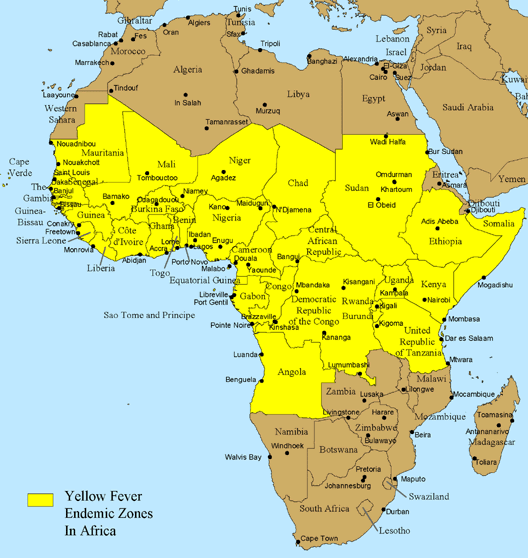 Tunis
Algiers
Gibraltar
Tunisia
Oran
Rabat
Fes
Sfax
Casablanca
Morocco
Tripoli
Marrakech
Banghazi
Alexandria
Lebanon
Israel
Syria
Iraq
El-Giza
Cairo
Suez
Jordan
Kuwait
Tindouf
Algeria
Ghadamis
Libya
Egypt
Laayoune
In Salah
Murzuq
Saudi Arabia
Western
Sahara
Tamanrasset
Aswan
Wadi Halfa
Nouadhibou
Mauritania
Bur Sudan
Cape
Verde
Nouakchott
Mali
Niger
Chad
Sudan
Omdurman
Khartoum
Eritrea
Asmara
Yemen
Saint Louis
Dakar
Senegal
Tombouctoo
Agadez
The
Gambia
Banjul
Bamako
Odagadouou
Niamey
El Obeid
Djibouti
Djibouti
Guinea-
Bissau
Bissau
Guinea
Burkina Faso
Benin
Kano
Maiduguri
N'Djamena
Nigeria
Somalia
Conakry
Freetown
Sierra Leone
Côte
d'Ivoire
Ghana
Ibadan
Lagos
Enugu
Adis Abeba
Ethiopia
Monrovia
Liberia
Abidjan
Accra
Lome
Togo
Porto Novo
Cameroon
Douala
Malabo
Yaounde
Central
African
Republic
Bangui
Equatorial Guinea
Uganda
Kampala
Kenya
Mogadishu
Libreville
Port Gentil
Gabon
Congo
Mbandaka
Kisangani
Rwanda
Kigali
Nairobi
Sao Tome and Principe
Democratic
Republic
of the Congo
Burundi
Kigoma
Mombasa
Pointe Noire
Brazzaville
Kinshasa
Kananga
United
Republic
of Tanzania
Dar es Salaam
Luanda
Lumumbashi
Mtwara
Benguela
Angola
Malawi
Lilongwe
Zambia
Lusaka
Mocambique
Livingstone
Harare
Mozambique
Toamasina
Antananarivo
Madagascar
Namibia
Zimbabwe
Bulawayo
Beira
Windhoek
Botswana
Walvis Bay
Toliara
Pretoria
Johannesburg
Maputo
Swaziland
South Africa
Durban
Lesotho
Cape Town
Yellow Fever
Endemic Zones
In Africa